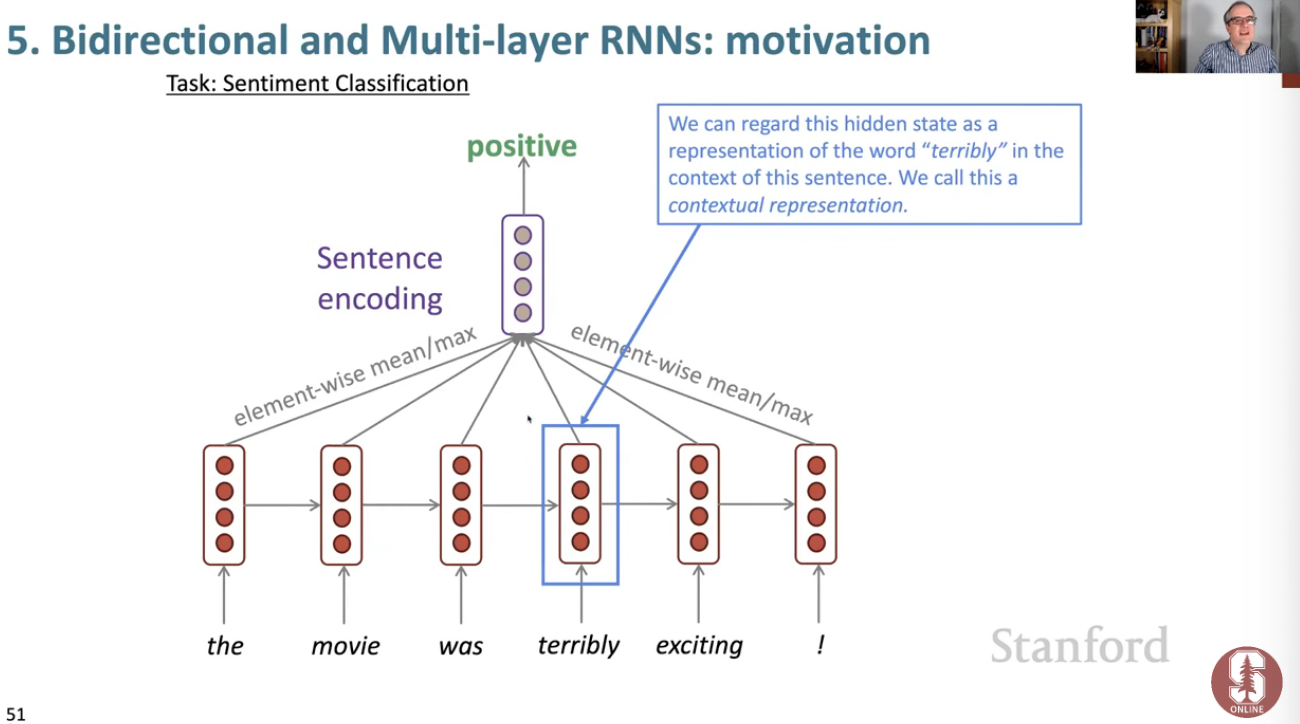 5. Bidirectional and Multi-layer RNNs: motivation
Task: Sentiment Classification
We can regard this hidden state as a
representation of the word “terribly” in the
context of this sentence. We call this a
contextual representation.
positive
Sentence
encoding
element-wise mean/max
element-wise mean/max
the movie was terribly exciting !
Stanford
S
ONLINE
51